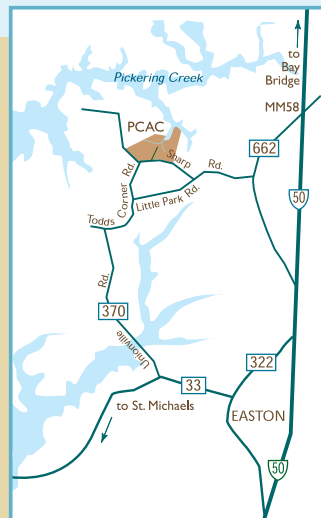 to
Bay
Bridge
MM58
Pickering Creek
PCAC
Sharp
Rd.
662
Corner Rd.
Little Park Rd.
50
Todds
Rd.
370
Unionville
322
33
to St. Michaels
EASTON
50